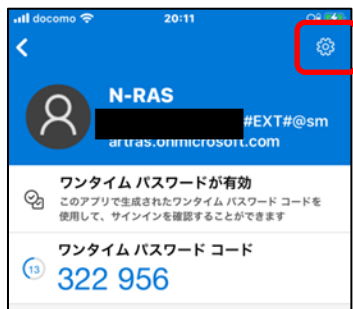 docomo 20:11
N-RAS
#EXT#@sm
artras.onmicrosoft.com
ワンタイム パスワードが有効
このアプリで生成されたワンタイム パスワード コードを
使用して、サインインを確認することができます
ワンタイム パスワード コード
13
322 956